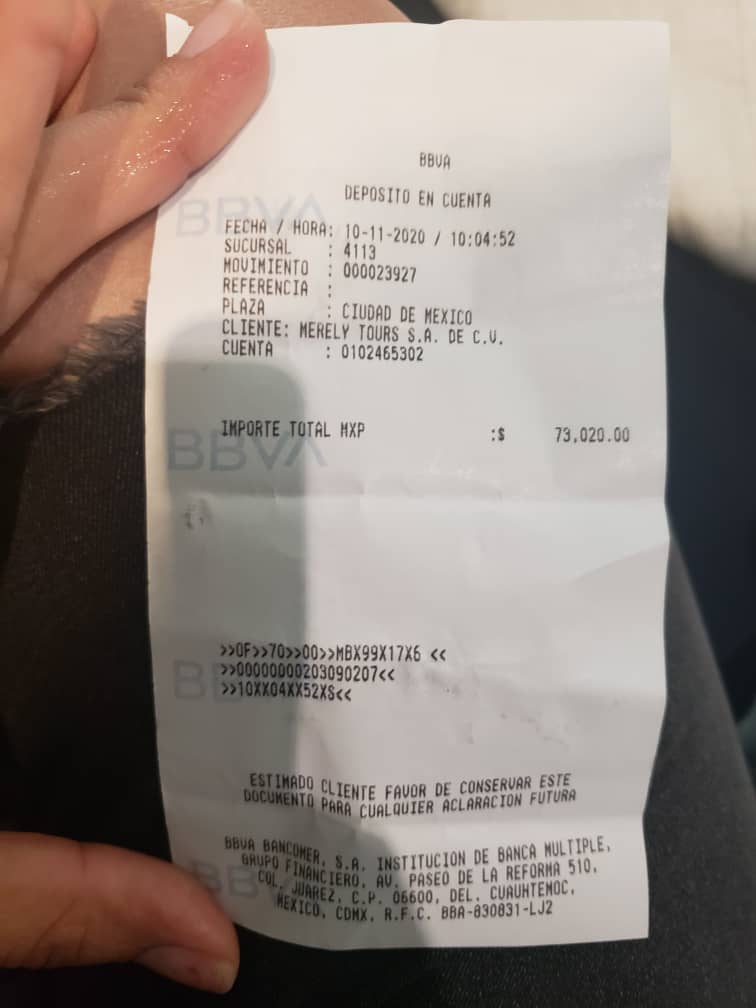 BBVA
DEPOSITO EN CUENTA
BBVA
FECHA / HORA: 10-11-2020 / 10:04:52
SUCURSAL : 4113
MOVIMIENTO : 000023927
REFERENCIA :
PLAZA : CIUDAD DE MEXICO
CLIENTE: MERELY TOURS S.A. DE C.V.
CUENTA : 0102465302
IMPORTE TOTAL MXP :$ 73,020.00
BBVA
>>0F>>70>>00>>MBX99X17X6 <<
>>00000000203090207<<
>>10XX04XX52XS<<
ESTIMADO CLIENTE FAVOR DE CONSERVAR ESTE
DOCUMENTO PARA CUALQUIER ACLARACION FUTURA
BBVA BANCOMER, S.A. INSTITUCION DE BANCA MULTIPLE,
GRUPO FINANCIERO, AV. PASEO DE LA REFORMA 510,
COL. JUAREZ, C.P. 06600, DEL. CUAUHTEMOC,
MEXICO, CDMX, R.F.C. BBA-830831-LJ2